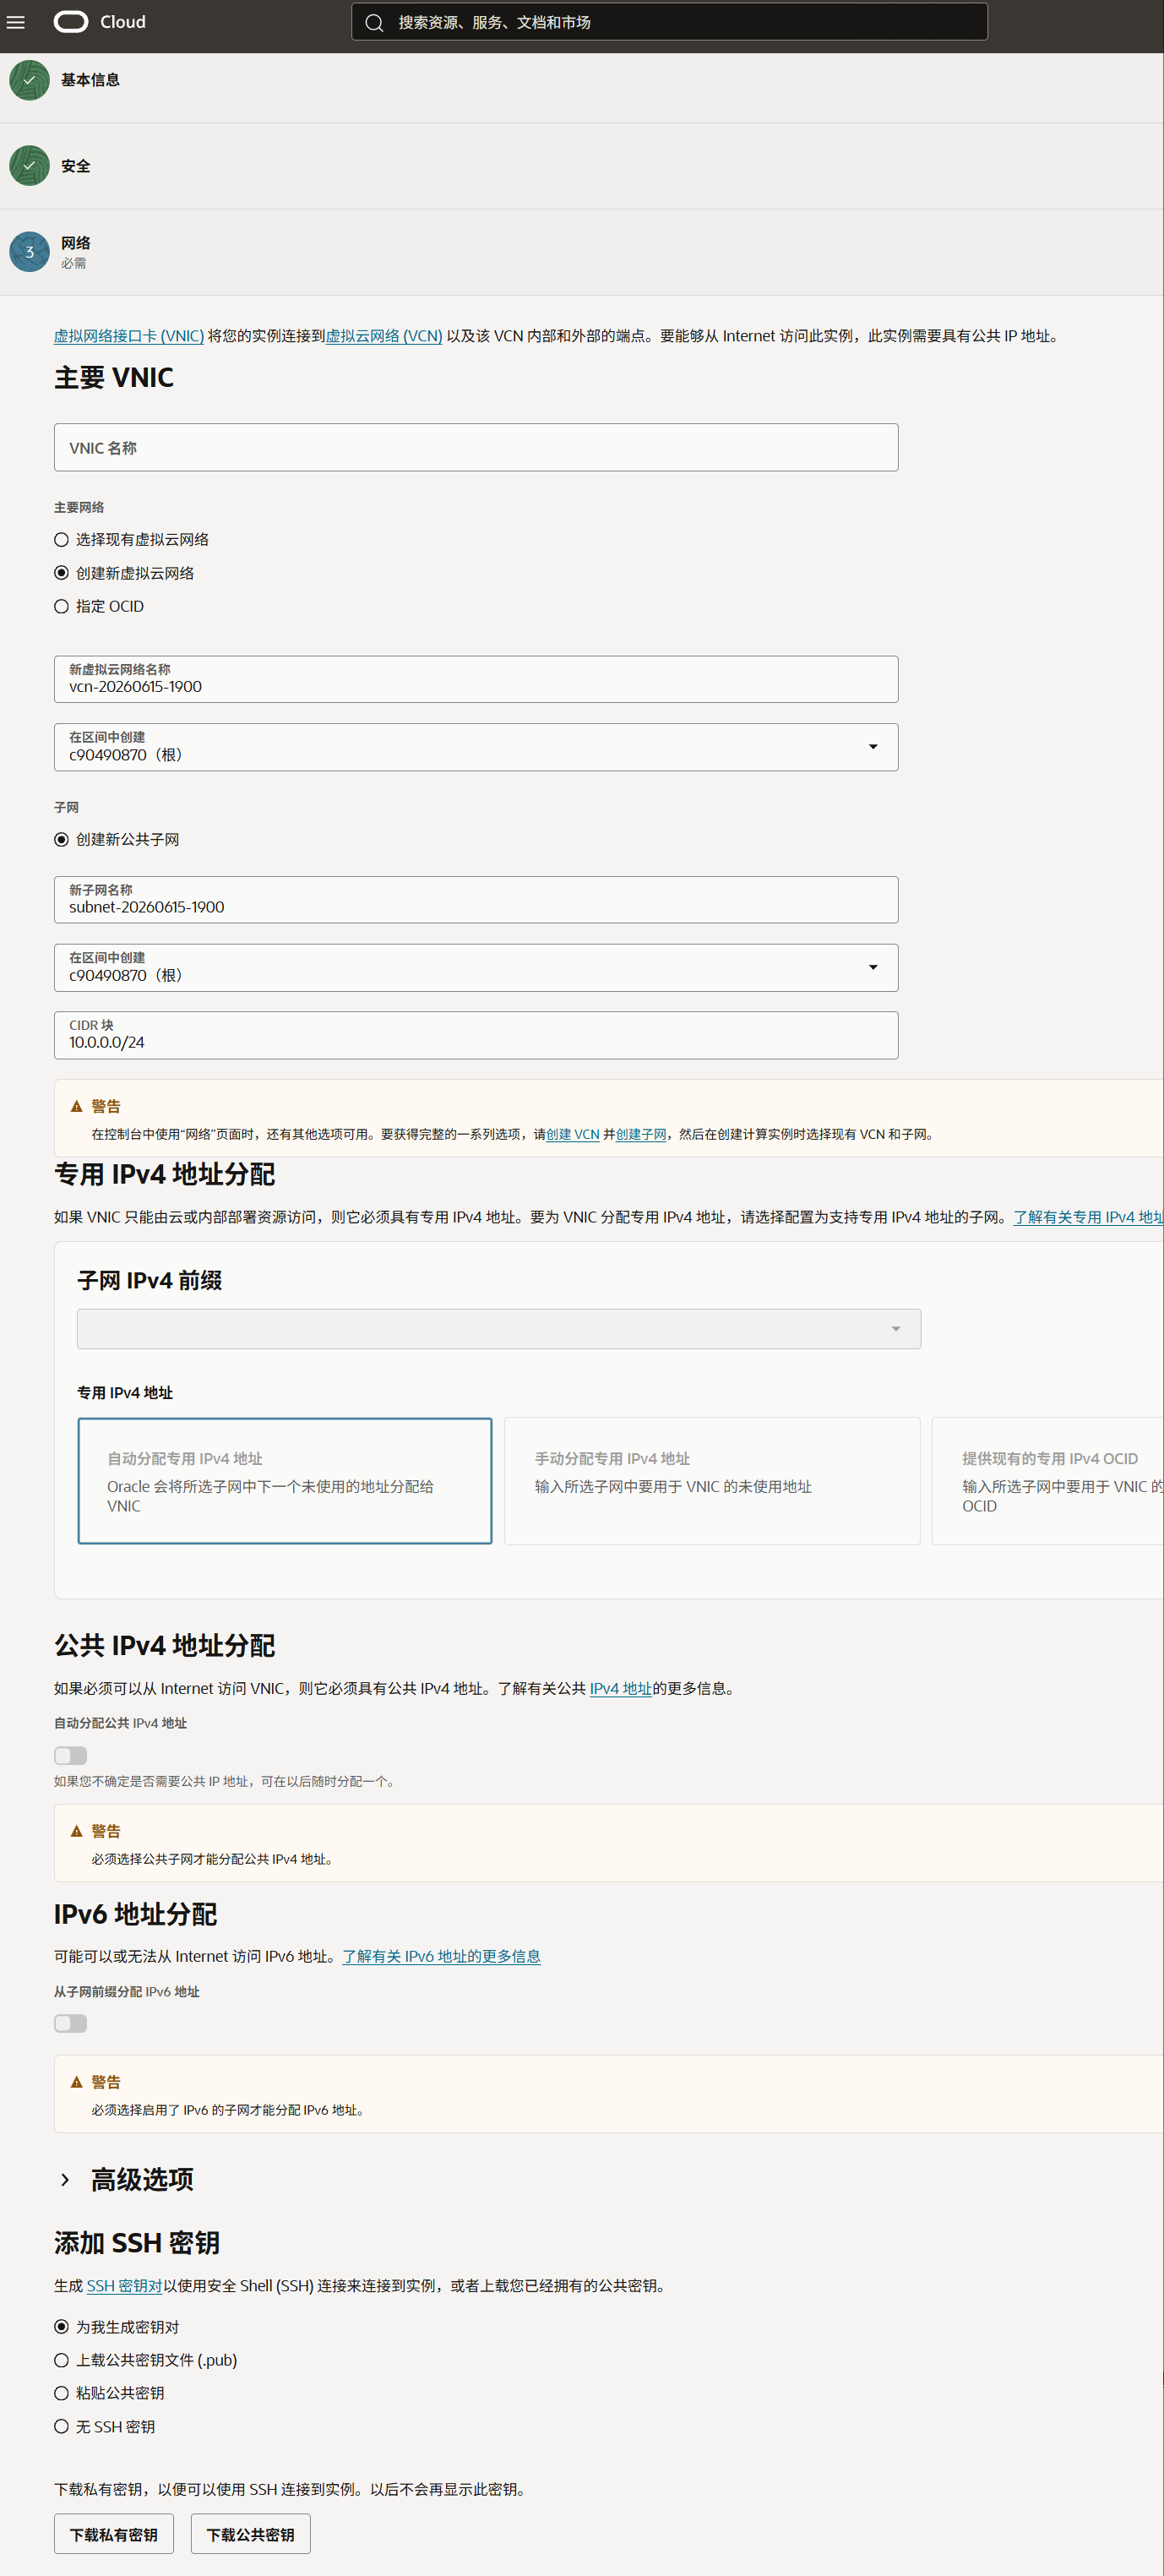 Cloud
搜索资源、服务、文档和市场
基本信息
安全
3
网络
必需
虚拟网络接口卡 (VNIC) 将您的实例连接到虚拟云网络 (VCN) 以及该 VCN 内部和外部的端点。要能够从 Internet 访问此实例，此实例需要具有公共 IP 地址。
主要 VNIC
VNIC 名称
主要网络
选择现有虚拟云网络
创建新虚拟云网络
指定 OCID
新虚拟云网络名称
vcn-20260615-1900
在区间中创建
c90490870（根）
子网
创建新公共子网
新子网名称
subnet-20260615-1900
在区间中创建
c90490870（根）
CIDR 块
10.0.0.0/24
警告
在控制台中使用“网络”页面时，还有其他选项可用。要获得完整的一系列选项，请创建 VCN 并创建子网，然后在创建计算实例时选择现有 VCN 和子网。
专用 IPv4 地址分配
如果 VNIC 只能由云或内部部署资源访问，则它必须具有专用 IPv4 地址。要为 VNIC 分配专用 IPv4 地址，请选择配置为支持专用 IPv4 地址的子网。了解有关专用 IPv4 地址
子网 IPv4 前缀
专用 IPv4 地址
自动分配专用 IPv4 地址
Oracle 会将所选子网中下一个未使用的地址分配给
VNIC
手动分配专用 IPv4 地址
输入所选子网中要用于 VNIC 的未使用地址
提供现有的专用 IPv4 OCID
输入所选子网中要用于 VNIC 的
OCID
公共 IPv4 地址分配
如果必须可以从 Internet 访问 VNIC，则它必须具有公共 IPv4 地址。了解有关公共 IPv4 地址的更多信息。
自动分配公共 IPv4 地址
如果您不确定是否需要公共 IP 地址，可在以后随时分配一个。
警告
必须选择公共子网才能分配公共 IPv4 地址。
IPv6 地址分配
可能可以或无法从 Internet 访问 IPv6 地址。了解有关 IPv6 地址的更多信息
从子网前缀分配 IPv6 地址
警告
必须选择启用了 IPv6 的子网才能分配 IPv6 地址。
高级选项
添加 SSH 密钥
生成 SSH 密钥对以使用安全 Shell (SSH) 连接来连接到实例，或者上载您已经拥有的公共密钥。
为我生成密钥对
上载公共密钥文件 (.pub)
粘贴公共密钥
无 SSH 密钥
下载私有密钥，以便可以使用 SSH 连接到实例。以后不会再显示此密钥。
下载私有密钥
下载公共密钥